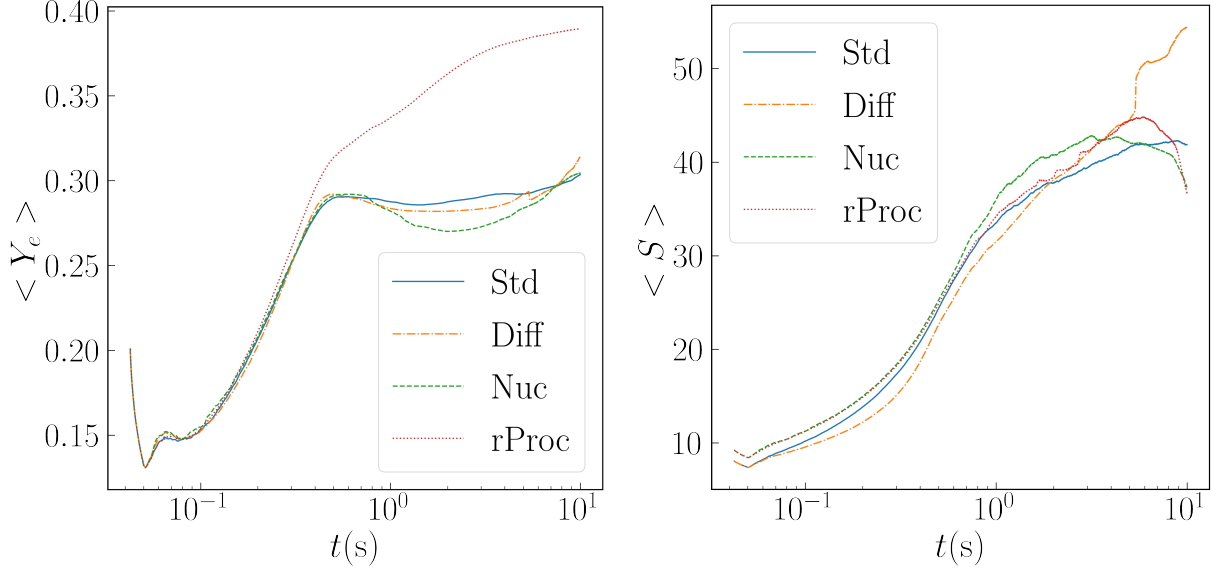 0.40
0.35
0.30
0.25
0.20
0.15
< Y_e >
Std
Diff
Nuc
rProc
10^{-1}
10^0
10^1
t(s)
50
40
30
20
10
< S >
Std
Diff
Nuc
rProc
10^{-1}
10^0
10^1
t(s)